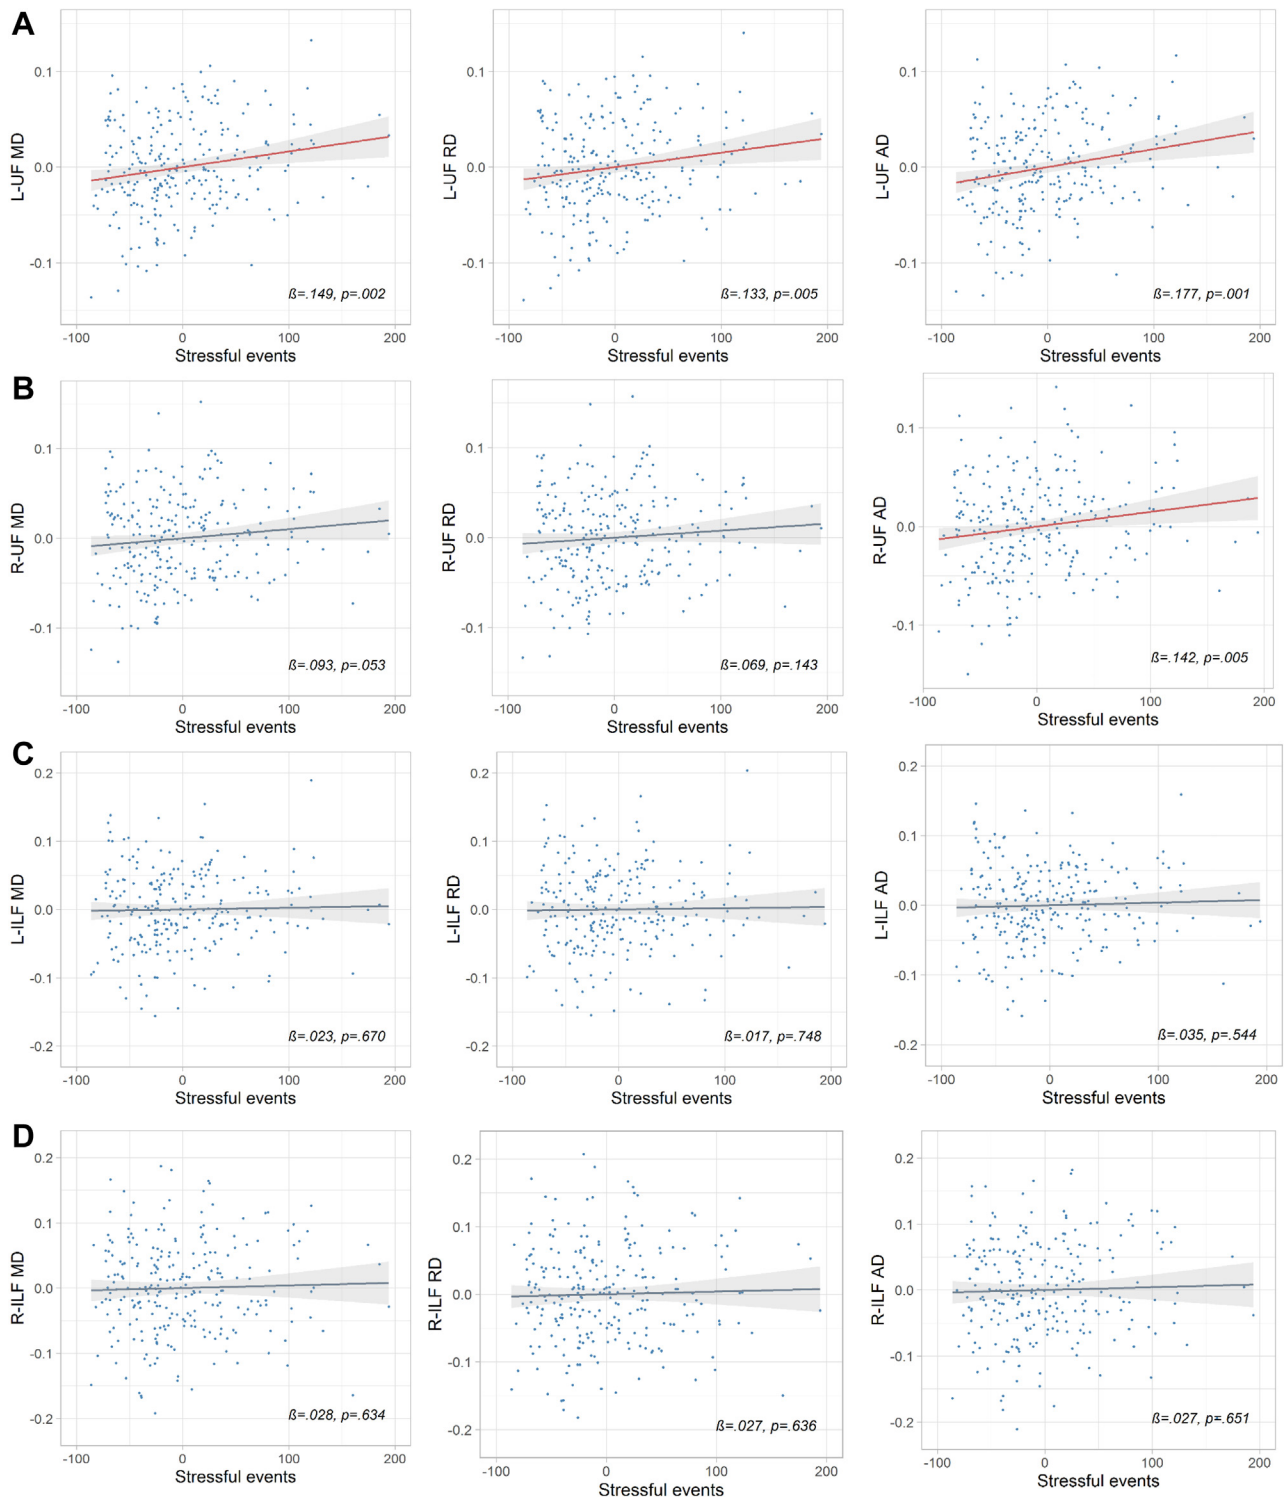 A
L-UF MD
0.1
0.0
-0.1
-100 0 100 200
Stressful events
ß=.149, p=.002
L-UF RD
0.1
0.0
-0.1
-100 0 100 200
Stressful events
ß=.133, p=.005
L-UF AD
0.1
0.0
-0.1
-100 0 100 200
Stressful events
ß=.177, p=.001
B
R-UF MD
0.1
0.0
-0.1
-100 0 100 200
Stressful events
ß=.093, p=.053
R-UF RD
0.1
0.0
-0.1
-100 0 100 200
Stressful events
ß=.069, p=.143
R-UF AD
0.1
0.0
-0.1
-100 0 100 200
Stressful events
ß=.142, p=.005
C
L-ILF MD
0.2
0.1
0.0
-0.1
-0.2
-100 0 100 200
Stressful events
ß=.023, p=.670
L-ILF RD
0.2
0.1
0.0
-0.1
-0.2
-100 0 100 200
Stressful events
ß=.017, p=.748
L-ILF AD
0.2
0.1
0.0
-0.1
-0.2
-100 0 100 200
Stressful events
ß=.035, p=.544
D
R-ILF MD
0.2
0.1
0.0
-0.1
-0.2
-100 0 100 200
Stressful events
ß=.028, p=.634
R-ILF RD
0.2
0.1
0.0
-0.1
-0.2
-100 0 100 200
Stressful events
ß=.027, p=.636
R-ILF AD
0.2
0.1
0.0
-0.1
-0.2
-100 0 100 200
Stressful events
ß=.027, p=.651